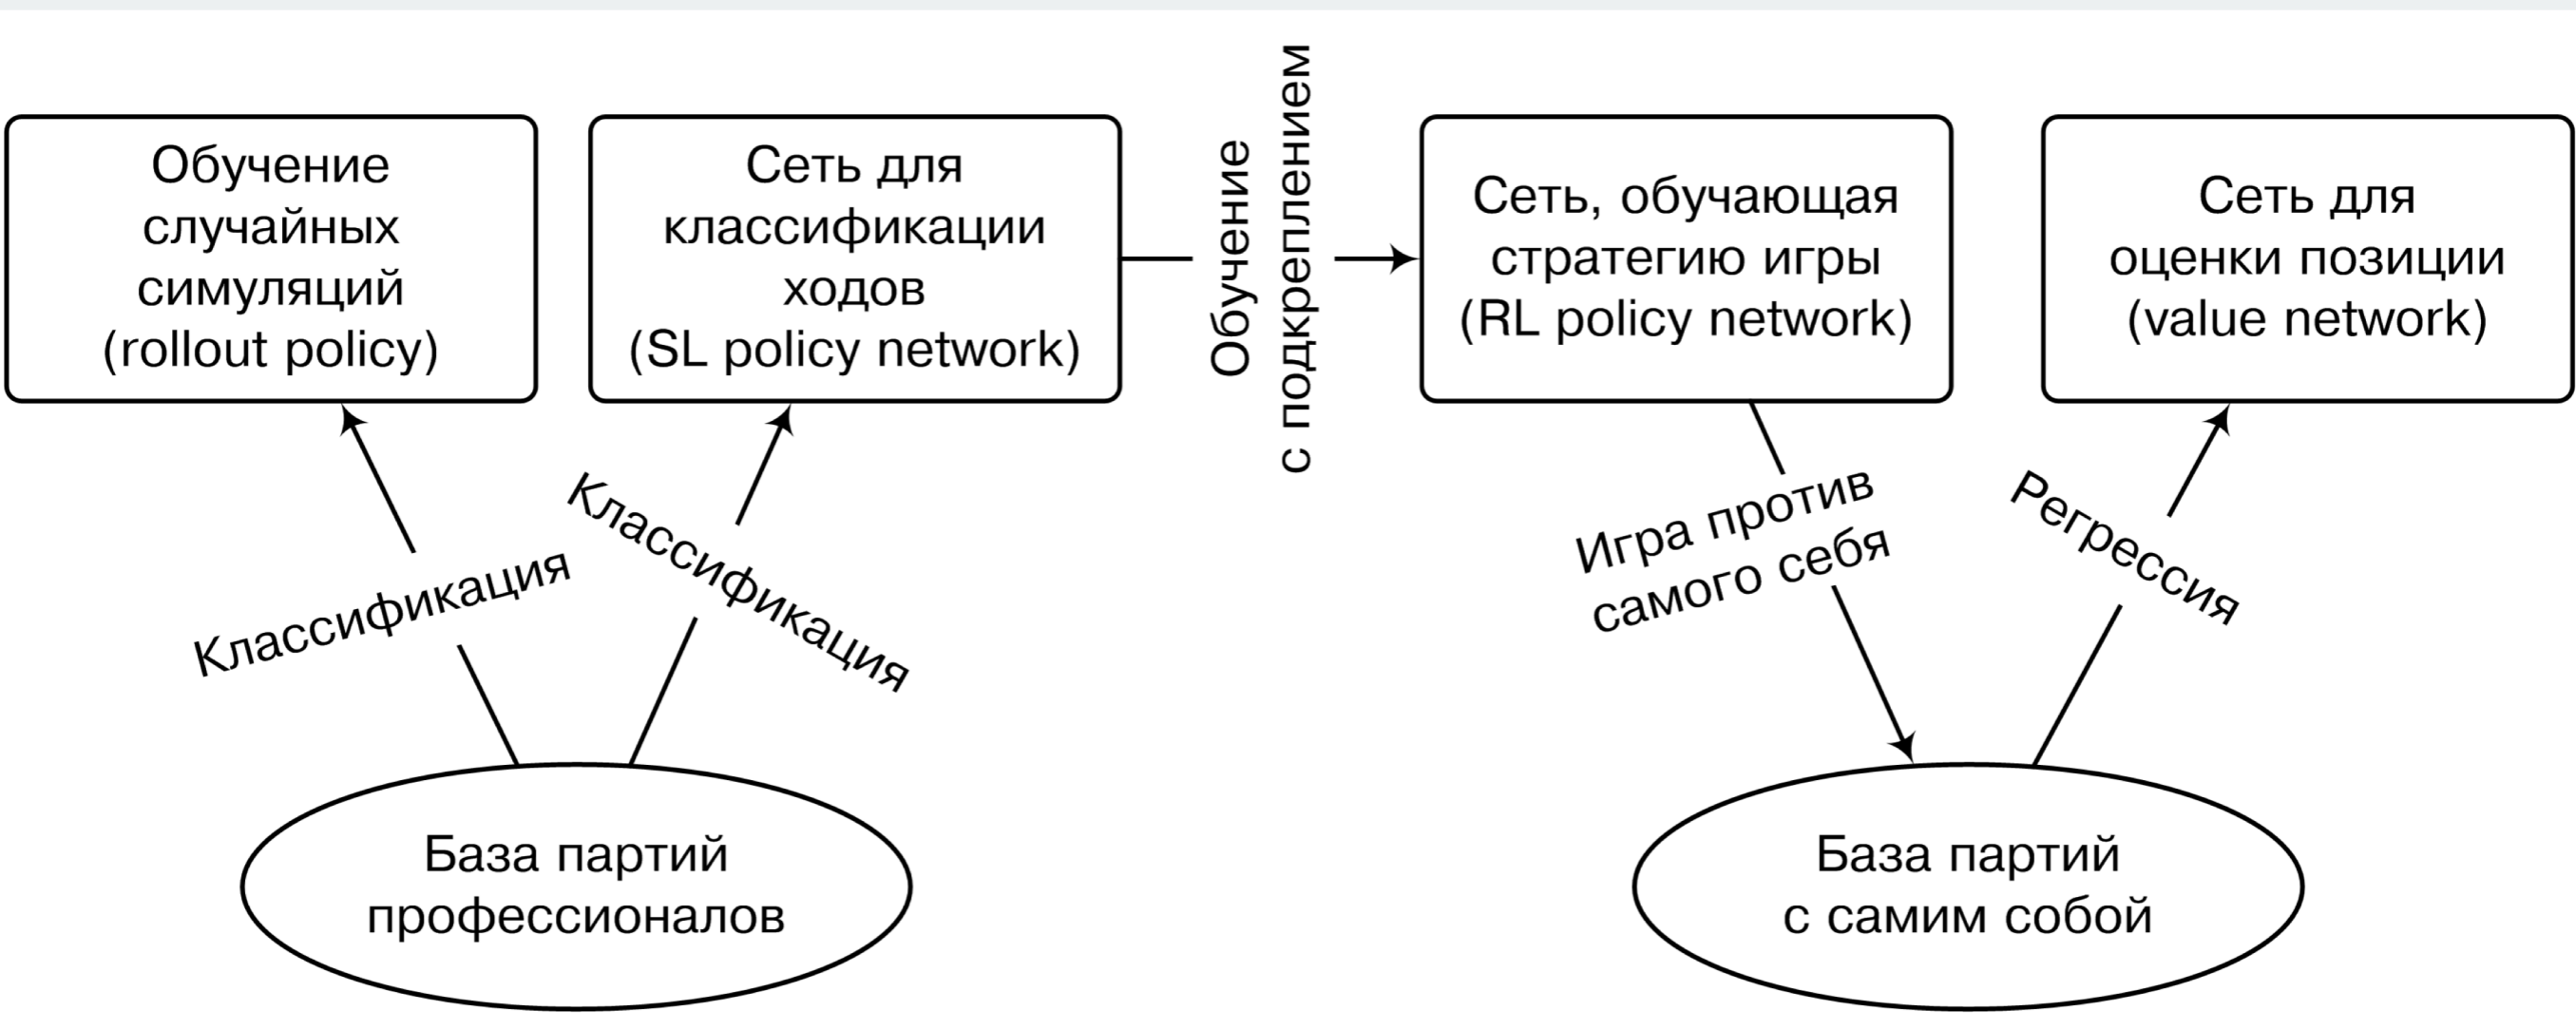 Обучение
случайных
симуляций
(rollout policy)
Сеть для
классификации
ходов
(SL policy network)
Обучение
с подкреплением
Сеть, обучающая
стратегию игры
(RL policy network)
Сеть для
оценки позиции
(value network)
Классификация
Классификация
Игра против
самого себя
Регрессия
База партий
профессионалов
База партий
с самим собой